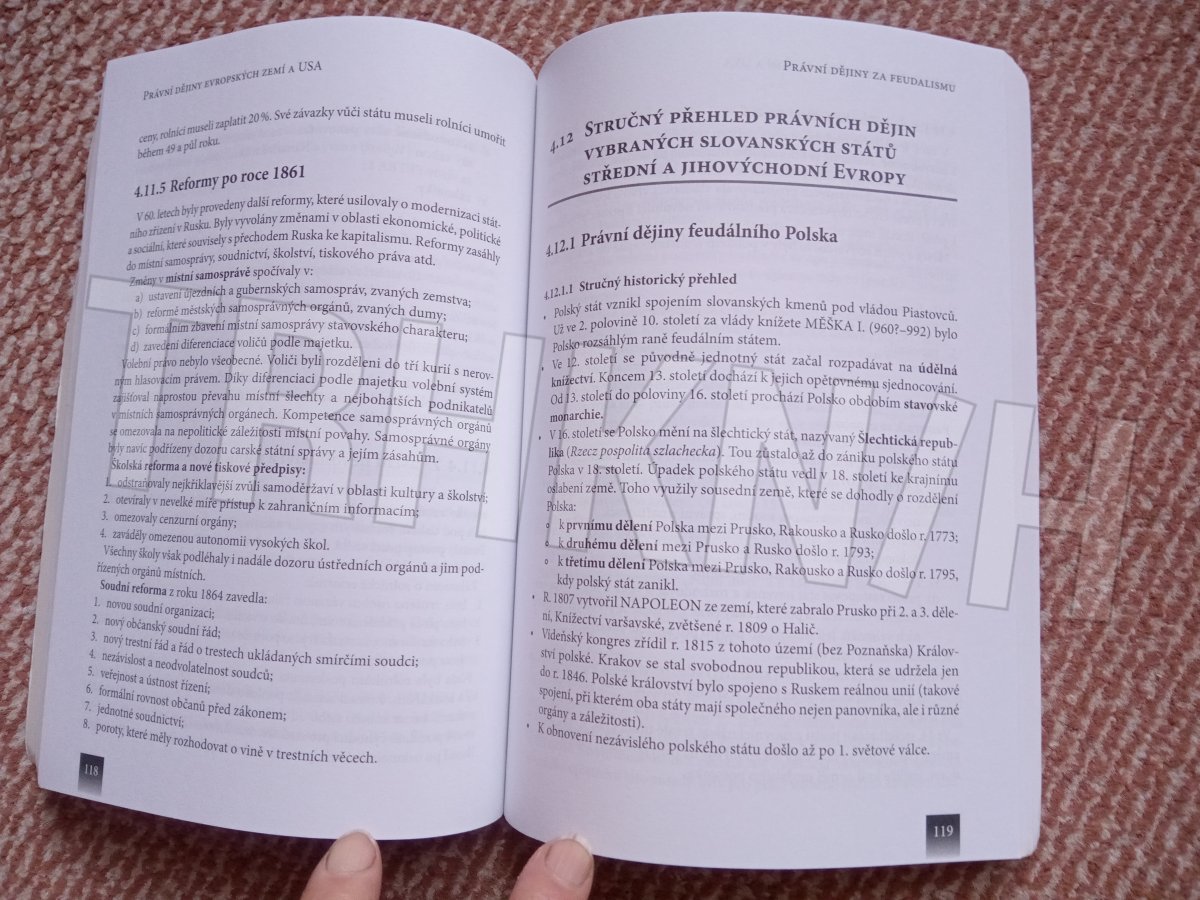 Právní dějiny evropských zemí a USA
ceny, rolníci museli zaplatit 20 %. Své závazky vůči státu museli rolníci umořit
během 49 a půl roku.
4.11.5 Reformy po roce 1861
V 60. letech byly provedeny další reformy, které usilovaly o modernizaci stát-
ního zřízení v Rusku. Byly vyvolány změnami v oblasti ekonomické, politické
a sociální, které souvisely s přechodem Ruska ke kapitalismu. Reformy zasáhly
do místní samosprávy, soudnictví, školství, tiskového práva atd.
Změny v místní samosprávě spočívaly v:
a) ustavení újezdních a gubernských samospráv, zvaných zemstva;
b) reformě městských samosprávných orgánů, zvaných dumy;
c) formálním zbavení místní samosprávy stavovského charakteru;
d) zavedení diferenciace voličů podle majetku.
Volební právo nebylo všeobecné. Voliči byli rozděleni do tří kurií s nerov-
ným hlasovacím právem. Díky diferenciaci podle majetku volební systém
zajišťoval naprostou převahu místní šlechty a nejbohatších podnikatelů
v místních samosprávných orgánech. Kompetence samosprávných orgánů
se omezovala na nepolitické záležitosti místní povahy. Samosprávné orgány
byly navíc podřízeny dozoru carské státní správy a jejím zásahům.
Školská reforma a nové tiskové předpisy:
1. odstraňovaly nejkřiklavější zvůli samoděržaví v oblasti kultury a školství;
2. otevíraly v nevelké míře přístup k zahraničním informacím;
3. omezovaly cenzurní orgány;
4. zaváděly omezenou autonomii vysokých škol.
Všechny školy však podléhaly i nadále dozoru ústředních orgánů a jim pod-
řízených orgánů místních.
Soudní reforma z roku 1864 zavedla:
1. novou soudní organizaci;
2. nový občanský soudní řád;
3. nový trestní řád a řád o trestech ukládaných smírčími soudci;
4. nezávislost a neodvolatelnost soudců;
5. veřejnost a ústnost řízení;
6. formální rovnost občanů před zákonem;
7. jednotné soudnictví;
8. poroty, které měly rozhodovat o vině v trestních věcech.
118
Právní dějiny za feudalismu
4.12 Stručný přehled právních dějin
vybraných slovanských států
střední a jihovýchodní Evropy
4.12.1 Právní dějiny feudálního Polska
4.12.1.1 Stručný historický přehled
• Polský stát vznikl spojením slovanských kmenů pod vládou Piastovců.
Už ve 2. polovině 10. století za vlády knížete MĚŠKA I. (960?–992) bylo
Polsko rozsáhlým raně feudálním státem.
• Ve 12. století se původně jednotný stát začal rozpadávat na údělná
knížectví. Koncem 13. století dochází k jejich opětovnému sjednocování.
Od 13. století do poloviny 16. století prochází Polsko obdobím stavovské
monarchie.
• V 16. století se Polsko mění na šlechtický stát, nazývaný Šlechtická repub-
lika (Rzecz pospolitá szlachecka). Tou zůstalo až do zániku polského státu
Polska v 18. století. Úpadek polského státu vedl v 18. století ke krajnímu
oslabení země. Toho využily sousední země, které se dohodly o rozdělení
Polska:
o k prvnímu dělení Polska mezi Prusko, Rakousko a Rusko došlo r. 1773;
o k druhému dělení mezi Prusko a Rusko došlo r. 1793;
o k třetímu dělení Polska mezi Prusko, Rakousko a Rusko došlo r. 1795,
kdy polský stát zanikl.
• R. 1807 vytvořil NAPOLEON ze zemí, které zabralo Prusko při 2. a 3. děle-
ní, Knížectví varšavské, zvětšené r. 1809 o Halič.
• Vídeňský kongres zřídil r. 1815 z tohoto území (bez Poznaňska) Králov-
ství polské. Krakov se stal svobodnou republikou, která se udržela jen
do r. 1846. Polské království bylo spojeno s Ruskem reálnou unií (takové
spojení, při kterém oba státy mají společného nejen panovníka, ale i různé
orgány a záležitosti).
• K obnovení nezávislého polského státu došlo až po 1. světové válce.
119
TRHKNIH